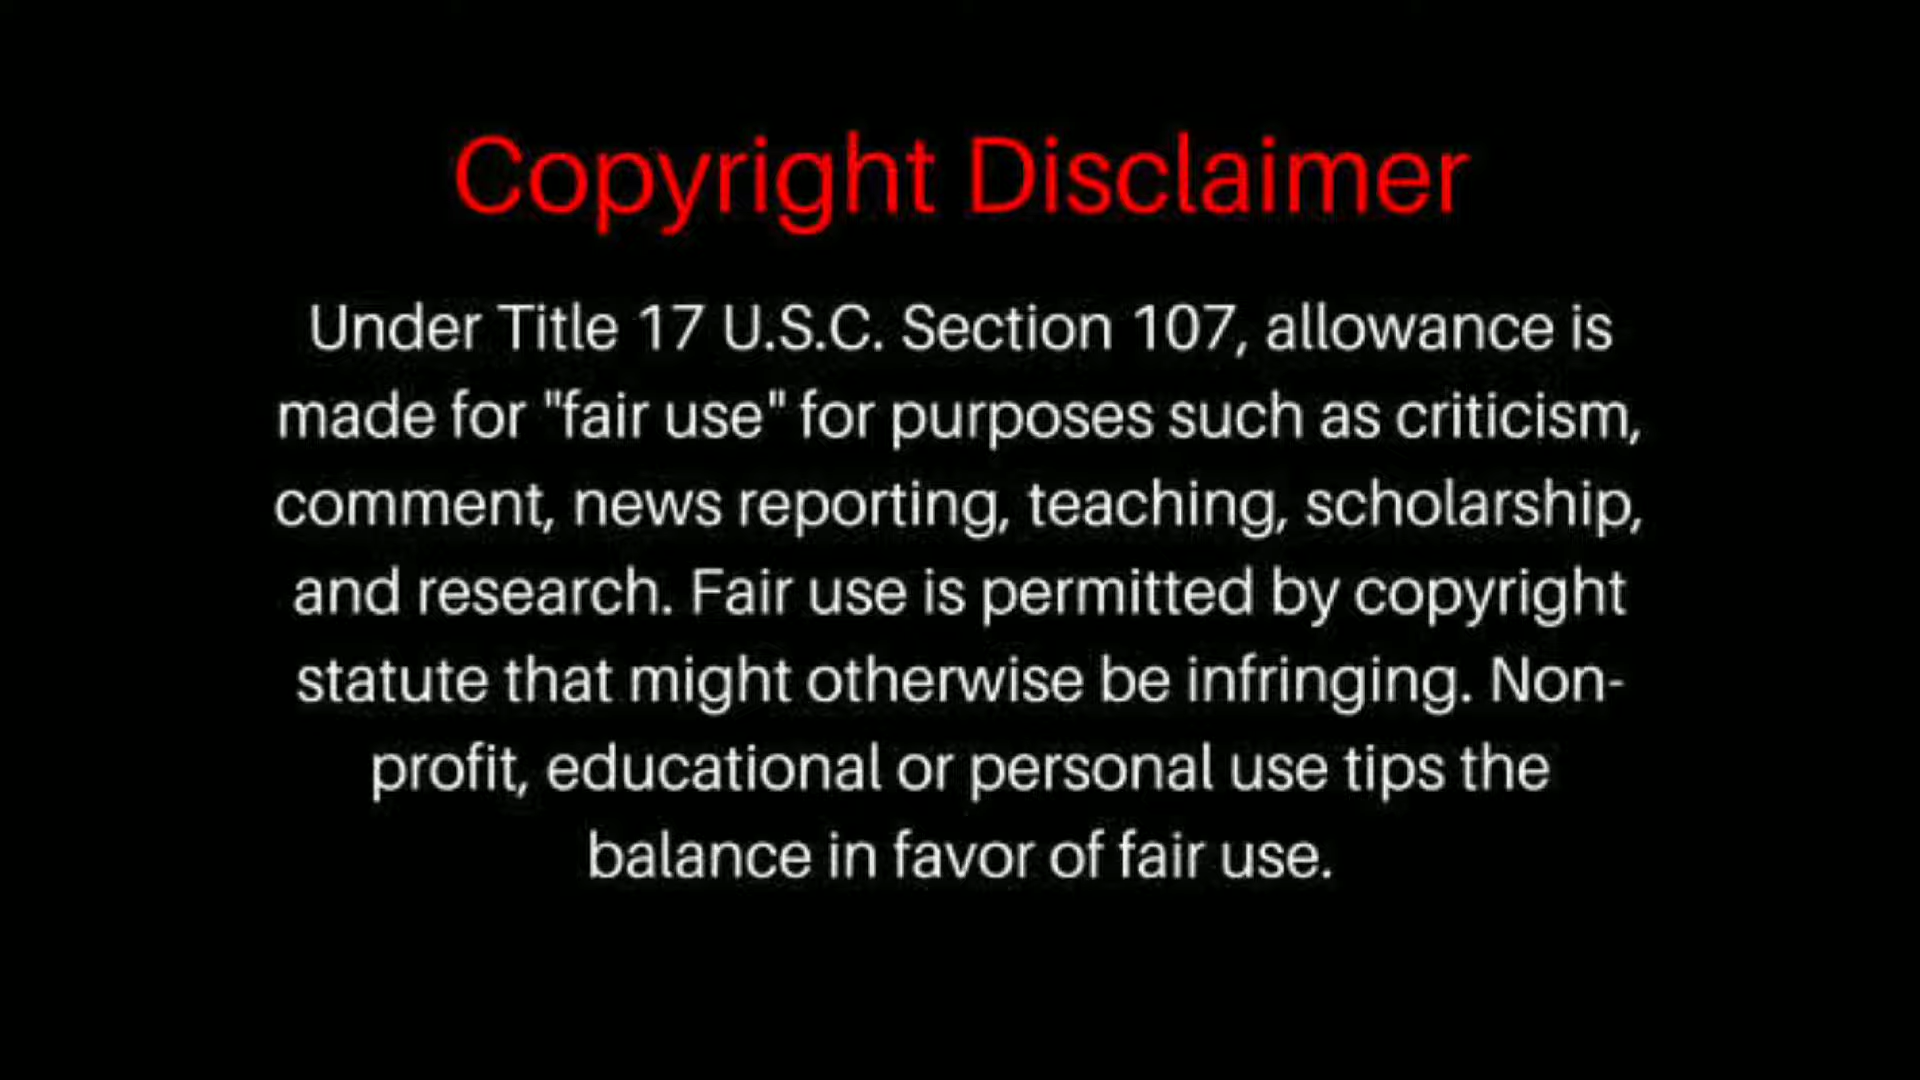 Copyright Disclaimer
Under Title 17 U.S.C. Section 107, allowance is
made for "fair use" for purposes such as criticism,
comment, news reporting, teaching, scholarship,
and research. Fair use is permitted by copyright
statute that might otherwise be infringing. Non-
profit, educational or personal use tips the
balance in favor of fair use.